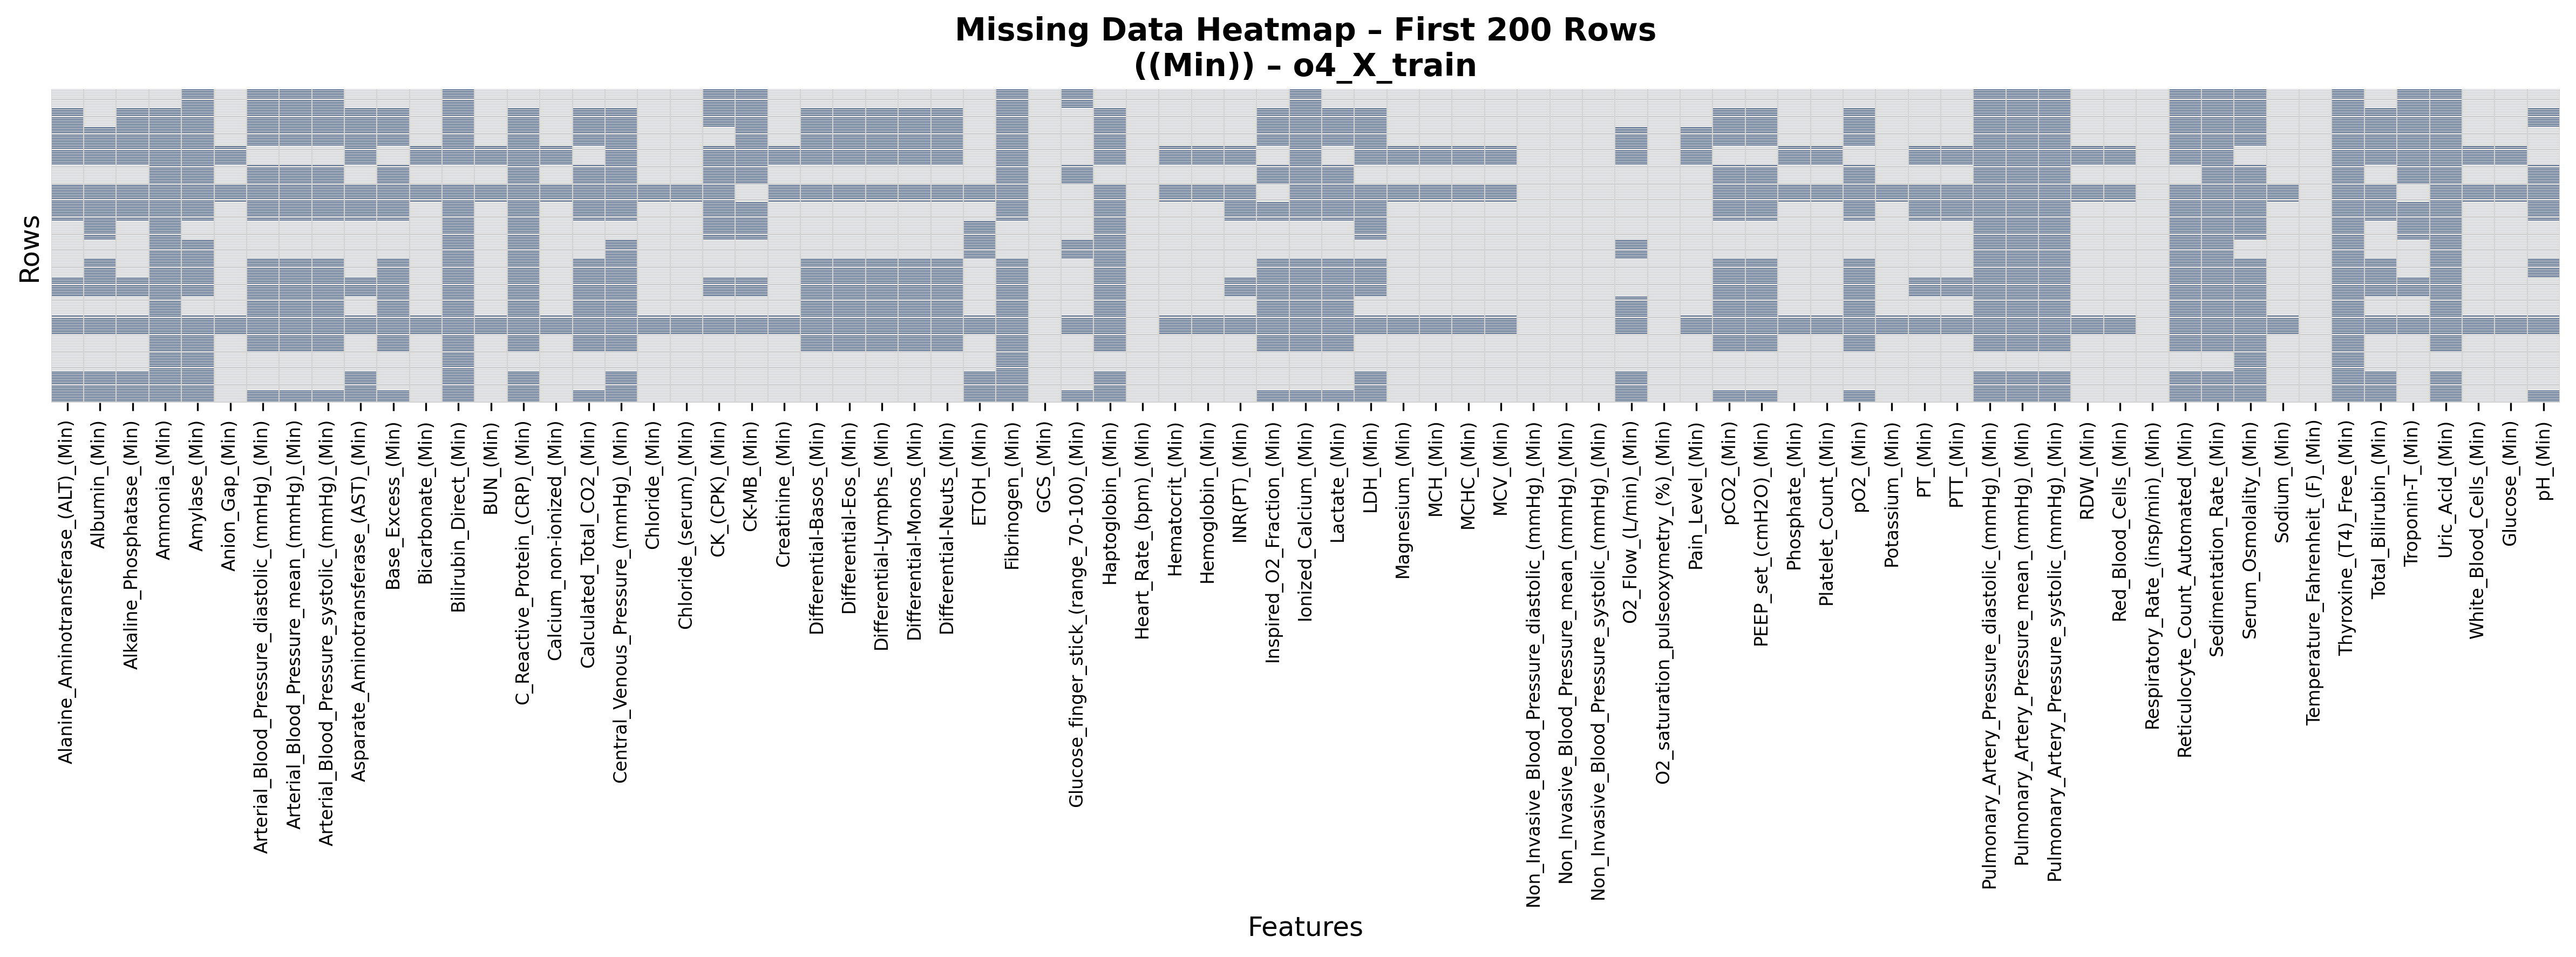 Missing Data Heatmap – First 200 Rows
((Min)) – o4_X_train
Rows
Alanine_Aminotransferase_(ALT)_(Min)
Albumin_(Min)
Alkaline_Phosphatase_(Min)
Ammonia_(Min)
Amylase_(Min)
Anion_Gap_(Min)
Arterial_Blood_Pressure_diastolic_(mmHg)_(Min)
Arterial_Blood_Pressure_mean_(mmHg)_(Min)
Arterial_Blood_Pressure_systolic_(mmHg)_(Min)
Asparate_Aminotransferase_(AST)_(Min)
Base_Excess_(Min)
Bicarbonate_(Min)
Bilirubin_Direct_(Min)
BUN_(Min)
C_Reactive_Protein_(CRP)_(Min)
Calcium_non-ionized_(Min)
Calculated_Total_CO2_(Min)
Central_Venous_Pressure_(mmHg)_(Min)
Chloride_(Min)
Chloride_(serum)_(Min)
CK_(CPK)_(Min)
CK-MB_(Min)
Creatinine_(Min)
Differential-Basos_(Min)
Differential-Eos_(Min)
Differential-Lymphs_(Min)
Differential-Monos_(Min)
Differential-Neuts_(Min)
ETOH_(Min)
Fibrinogen_(Min)
GCS_(Min)
Glucose_finger_stick_(range_70-100)_(Min)
Haptoglobin_(Min)
Heart_Rate_(bpm)_(Min)
Hematocrit_(Min)
Hemoglobin_(Min)
INR(PT)_(Min)
Inspired_O2_Fraction_(Min)
Ionized_Calcium_(Min)
Lactate_(Min)
LDH_(Min)
Magnesium_(Min)
MCH_(Min)
MCHC_(Min)
MCV_(Min)
Non_Invasive_Blood_Pressure_diastolic_(mmHg)_(Min)
Non_Invasive_Blood_Pressure_mean_(mmHg)_(Min)
Non_Invasive_Blood_Pressure_systolic_(mmHg)_(Min)
O2_Flow_(L/min)_(Min)
O2_saturation_pulseoxymetry_(%)_(Min)
Pain_Level_(Min)
pCO2_(Min)
PEEP_set_(cmH2O)_(Min)
Phosphate_(Min)
Platelet_Count_(Min)
pO2_(Min)
Potassium_(Min)
PT_(Min)
PTT_(Min)
Pulmonary_Artery_Pressure_diastolic_(mmHg)_(Min)
Pulmonary_Artery_Pressure_mean_(mmHg)_(Min)
Pulmonary_Artery_Pressure_systolic_(mmHg)_(Min)
RDW_(Min)
Red_Blood_Cells_(Min)
Respiratory_Rate_(insp/min)_(Min)
Reticulocyte_Count_Automated_(Min)
Sedimentation_Rate_(Min)
Serum_Osmolality_(Min)
Sodium_(Min)
Temperature_Fahrenheit_(F)_(Min)
Thyroxine_(T4)_Free_(Min)
Total_Bilirubin_(Min)
Troponin-T_(Min)
Uric_Acid_(Min)
White_Blood_Cells_(Min)
Glucose_(Min)
pH_(Min)
Features